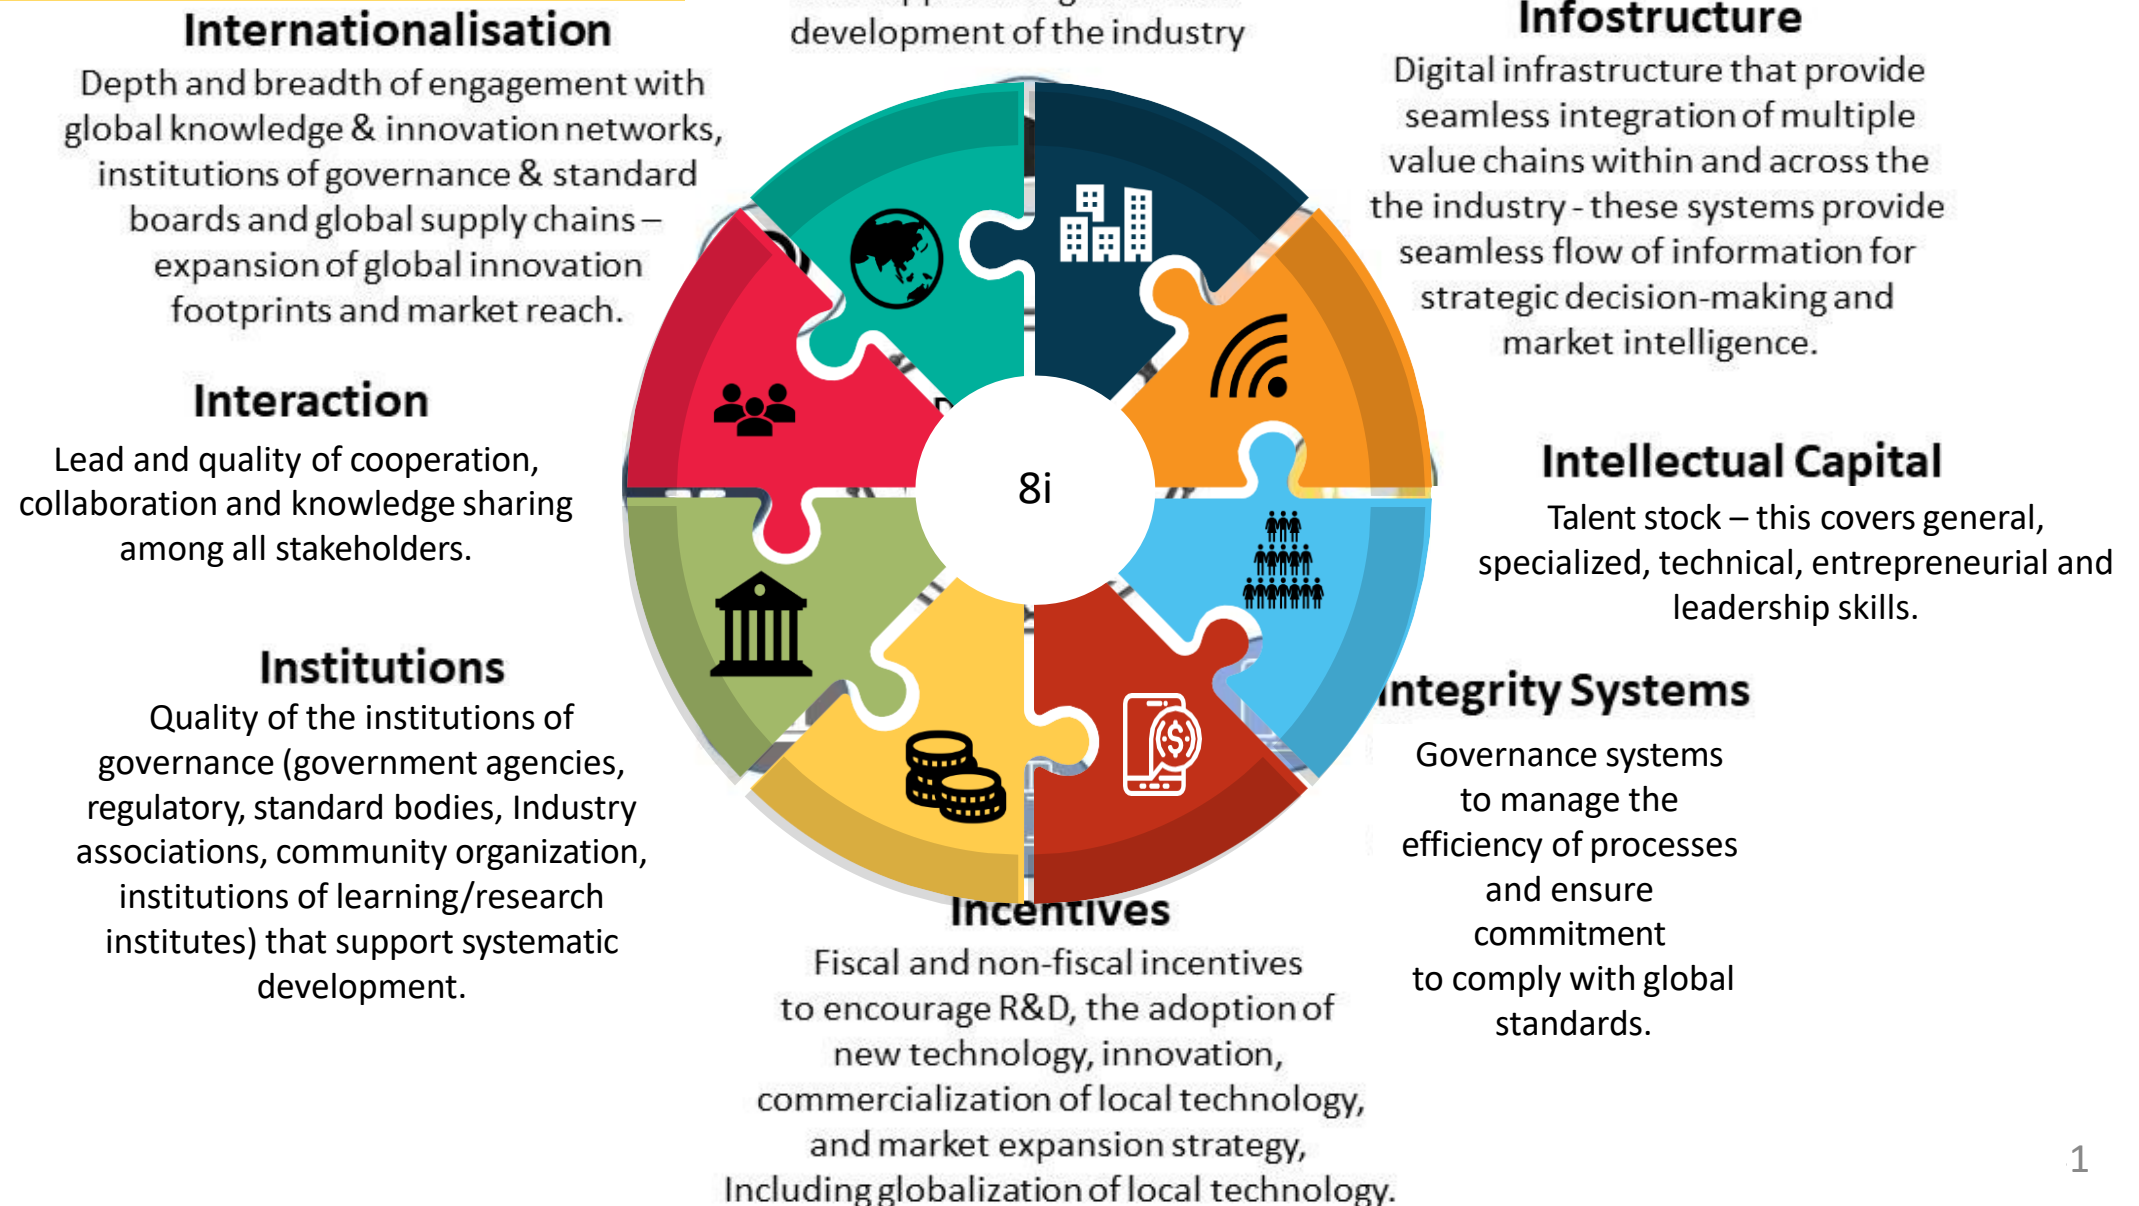 Internationalisation
Depth and breadth of engagement with
global knowledge & innovation networks,
institutions of governance & standard
boards and global supply chains –
expansion of global innovation
footprints and market reach.
development of the industry
Infostructure
Digital infrastructure that provide
seamless integration of multiple
value chains within and across the
the industry - these systems provide
seamless flow of information for
strategic decision-making and
market intelligence.
Interaction
Lead and quality of cooperation,
collaboration and knowledge sharing
among all stakeholders.
8i
Intellectual Capital
Talent stock – this covers general,
specialized, technical, entrepreneurial and
leadership skills.
Institutions
Quality of the institutions of
governance (government agencies,
regulatory, standard bodies, Industry
associations, community organization,
institutions of learning/research
institutes) that support systematic
development.
Integrity Systems
Governance systems
to manage the
efficiency of processes
and ensure
commitment
to comply with global
standards.
Incentives
Fiscal and non-fiscal incentives
to encourage R&D, the adoption of
new technology, innovation,
commercialization of local technology,
and market expansion strategy,
Including globalization of local technology.
1